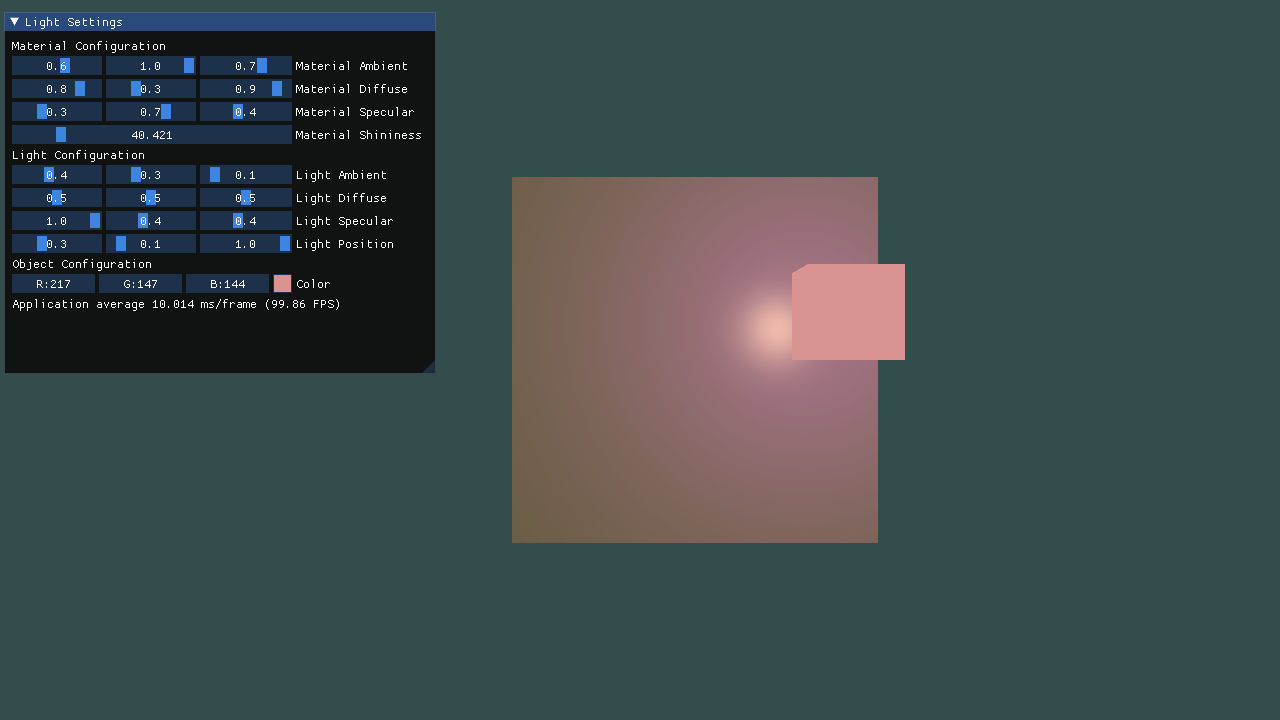 Light Settings
Material Configuration
0.6 1.0 0.7 Material Ambient
0.8 0.3 0.9 Material Diffuse
0.3 0.7 0.4 Material Specular
40.421 Material Shininess
Light Configuration
0.4 0.3 0.1 Light Ambient
0.5 0.5 0.5 Light Diffuse
1.0 0.4 0.4 Light Specular
0.3 0.1 1.0 Light Position
Object Configuration
R:217 G:147 B:144 Color
Application average 10.014 ms/frame (99.86 FPS)